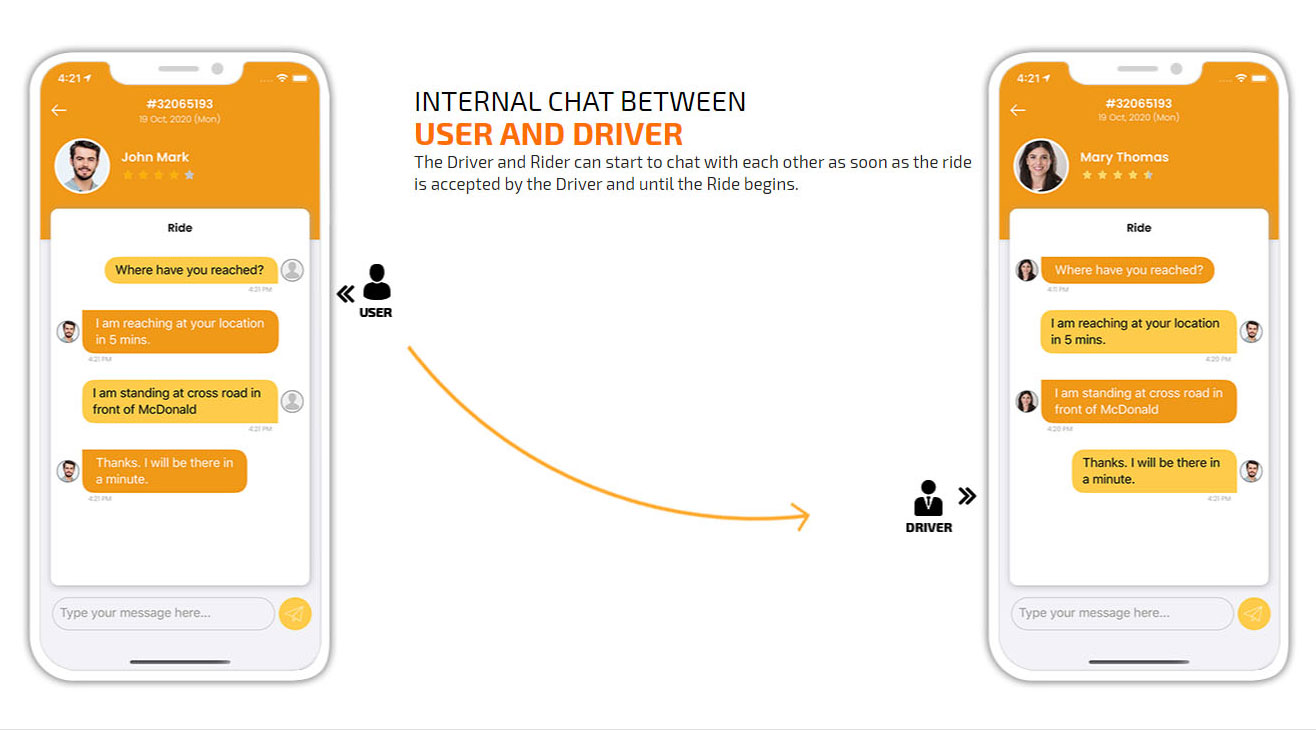 4:21
#32065193
19 Oct, 2020 (Mon)
John Mark
Ride
Where have you reached?
4:21 PM
I am reaching at your location
in 5 mins.
4:21 PM
I am standing at cross road in
front of McDonald
4:21 PM
Thanks. I will be there in
a minute.
4:21 PM
Type your message here...
INTERNAL CHAT BETWEEN
USER AND DRIVER
The Driver and Rider can start to chat with each other as soon as the ride
is accepted by the Driver and until the Ride begins.
USER
DRIVER
4:21
#32065193
19 Oct, 2020 (Mon)
Mary Thomas
Ride
Where have you reached?
4:11 PM
I am reaching at your location
in 5 mins.
4:20 PM
I am standing at cross road in
front of McDonald
4:20 PM
Thanks. I will be there in
a minute.
4:21 PM
Type your message here...